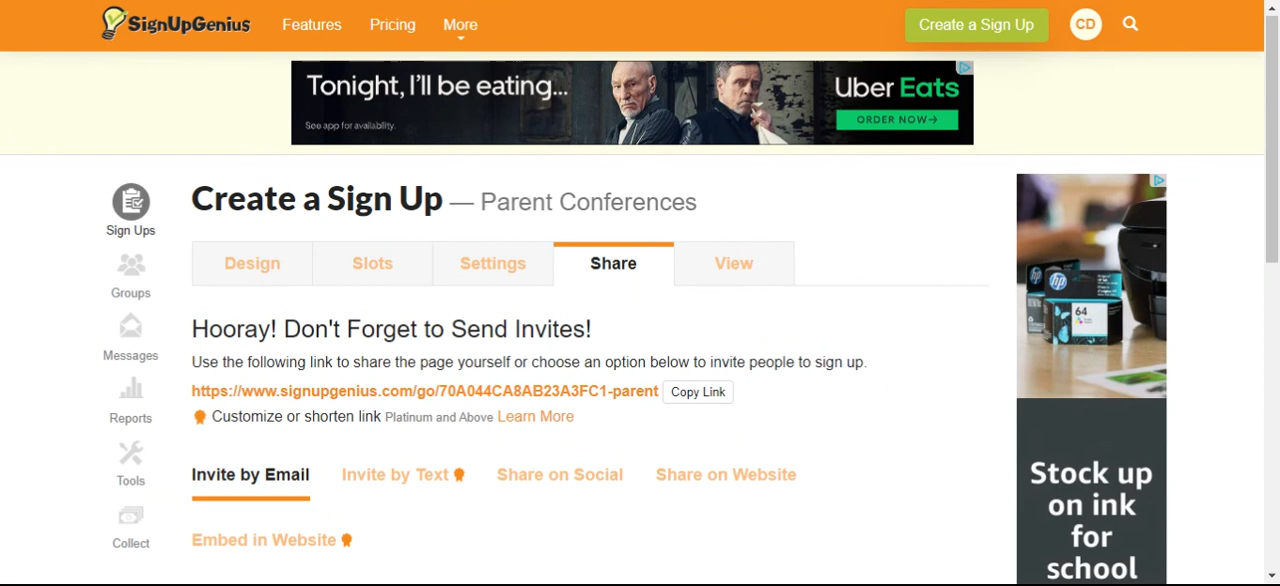 SignUpGenius Features Pricing More Create a Sign Up CD
Tonight, I'll be eating...
See app for availability.
Uber Eats
ORDER NOW→
Create a Sign Up — Parent Conferences
Sign Ups
Groups
Messages
Reports
Tools
Collect
Design Slots Settings Share View
Hooray! Don't Forget to Send Invites!
Use the following link to share the page yourself or choose an option below to invite people to sign up.
https://www.signupgenius.com/go/70A044CA8AB23A3FC1-parent Copy Link
Customize or shorten link Platinum and Above Learn More
Invite by Email Invite by Text Share on Social Share on Website
Embed in Website
hp
hp
64
Stock up
on ink
for
school